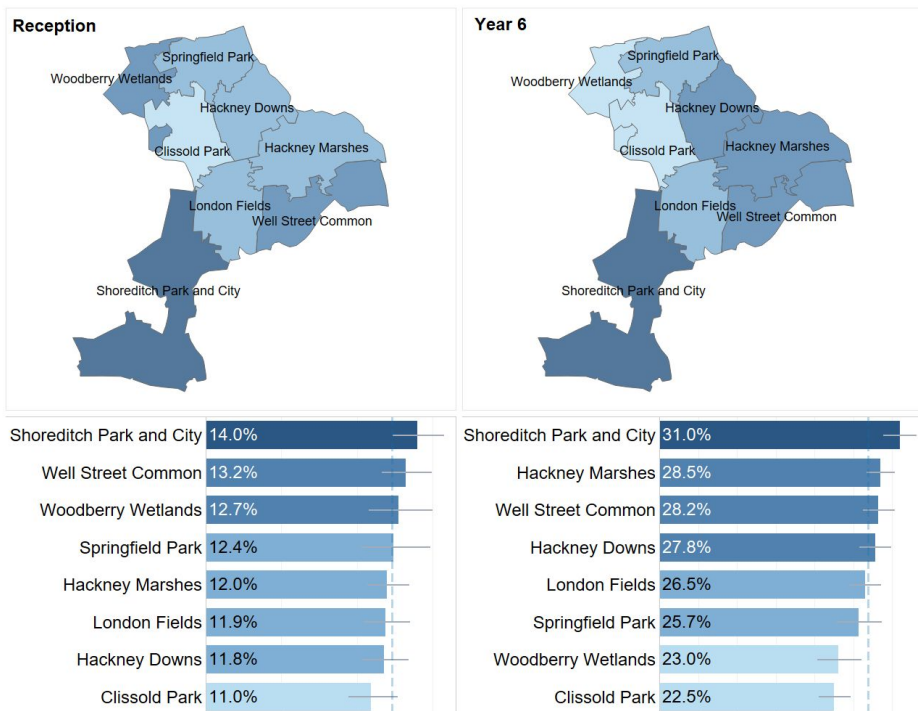 Reception
Springfield Park
Woodberry Wetlands
Hackney Downs
Clissold Park
Hackney Marshes
London Fields
Well Street Common
Shoreditch Park and City
Year 6
Springfield Park
Woodberry Wetlands
Hackney Downs
Clissold Park
Hackney Marshes
London Fields
Well Street Common
Shoreditch Park and City
Shoreditch Park and City 14.0%
Well Street Common 13.2%
Woodberry Wetlands 12.7%
Springfield Park 12.4%
Hackney Marshes 12.0%
London Fields 11.9%
Hackney Downs 11.8%
Clissold Park 11.0%
Shoreditch Park and City 31.0%
Hackney Marshes 28.5%
Well Street Common 28.2%
Hackney Downs 27.8%
London Fields 26.5%
Springfield Park 25.7%
Woodberry Wetlands 23.0%
Clissold Park 22.5%